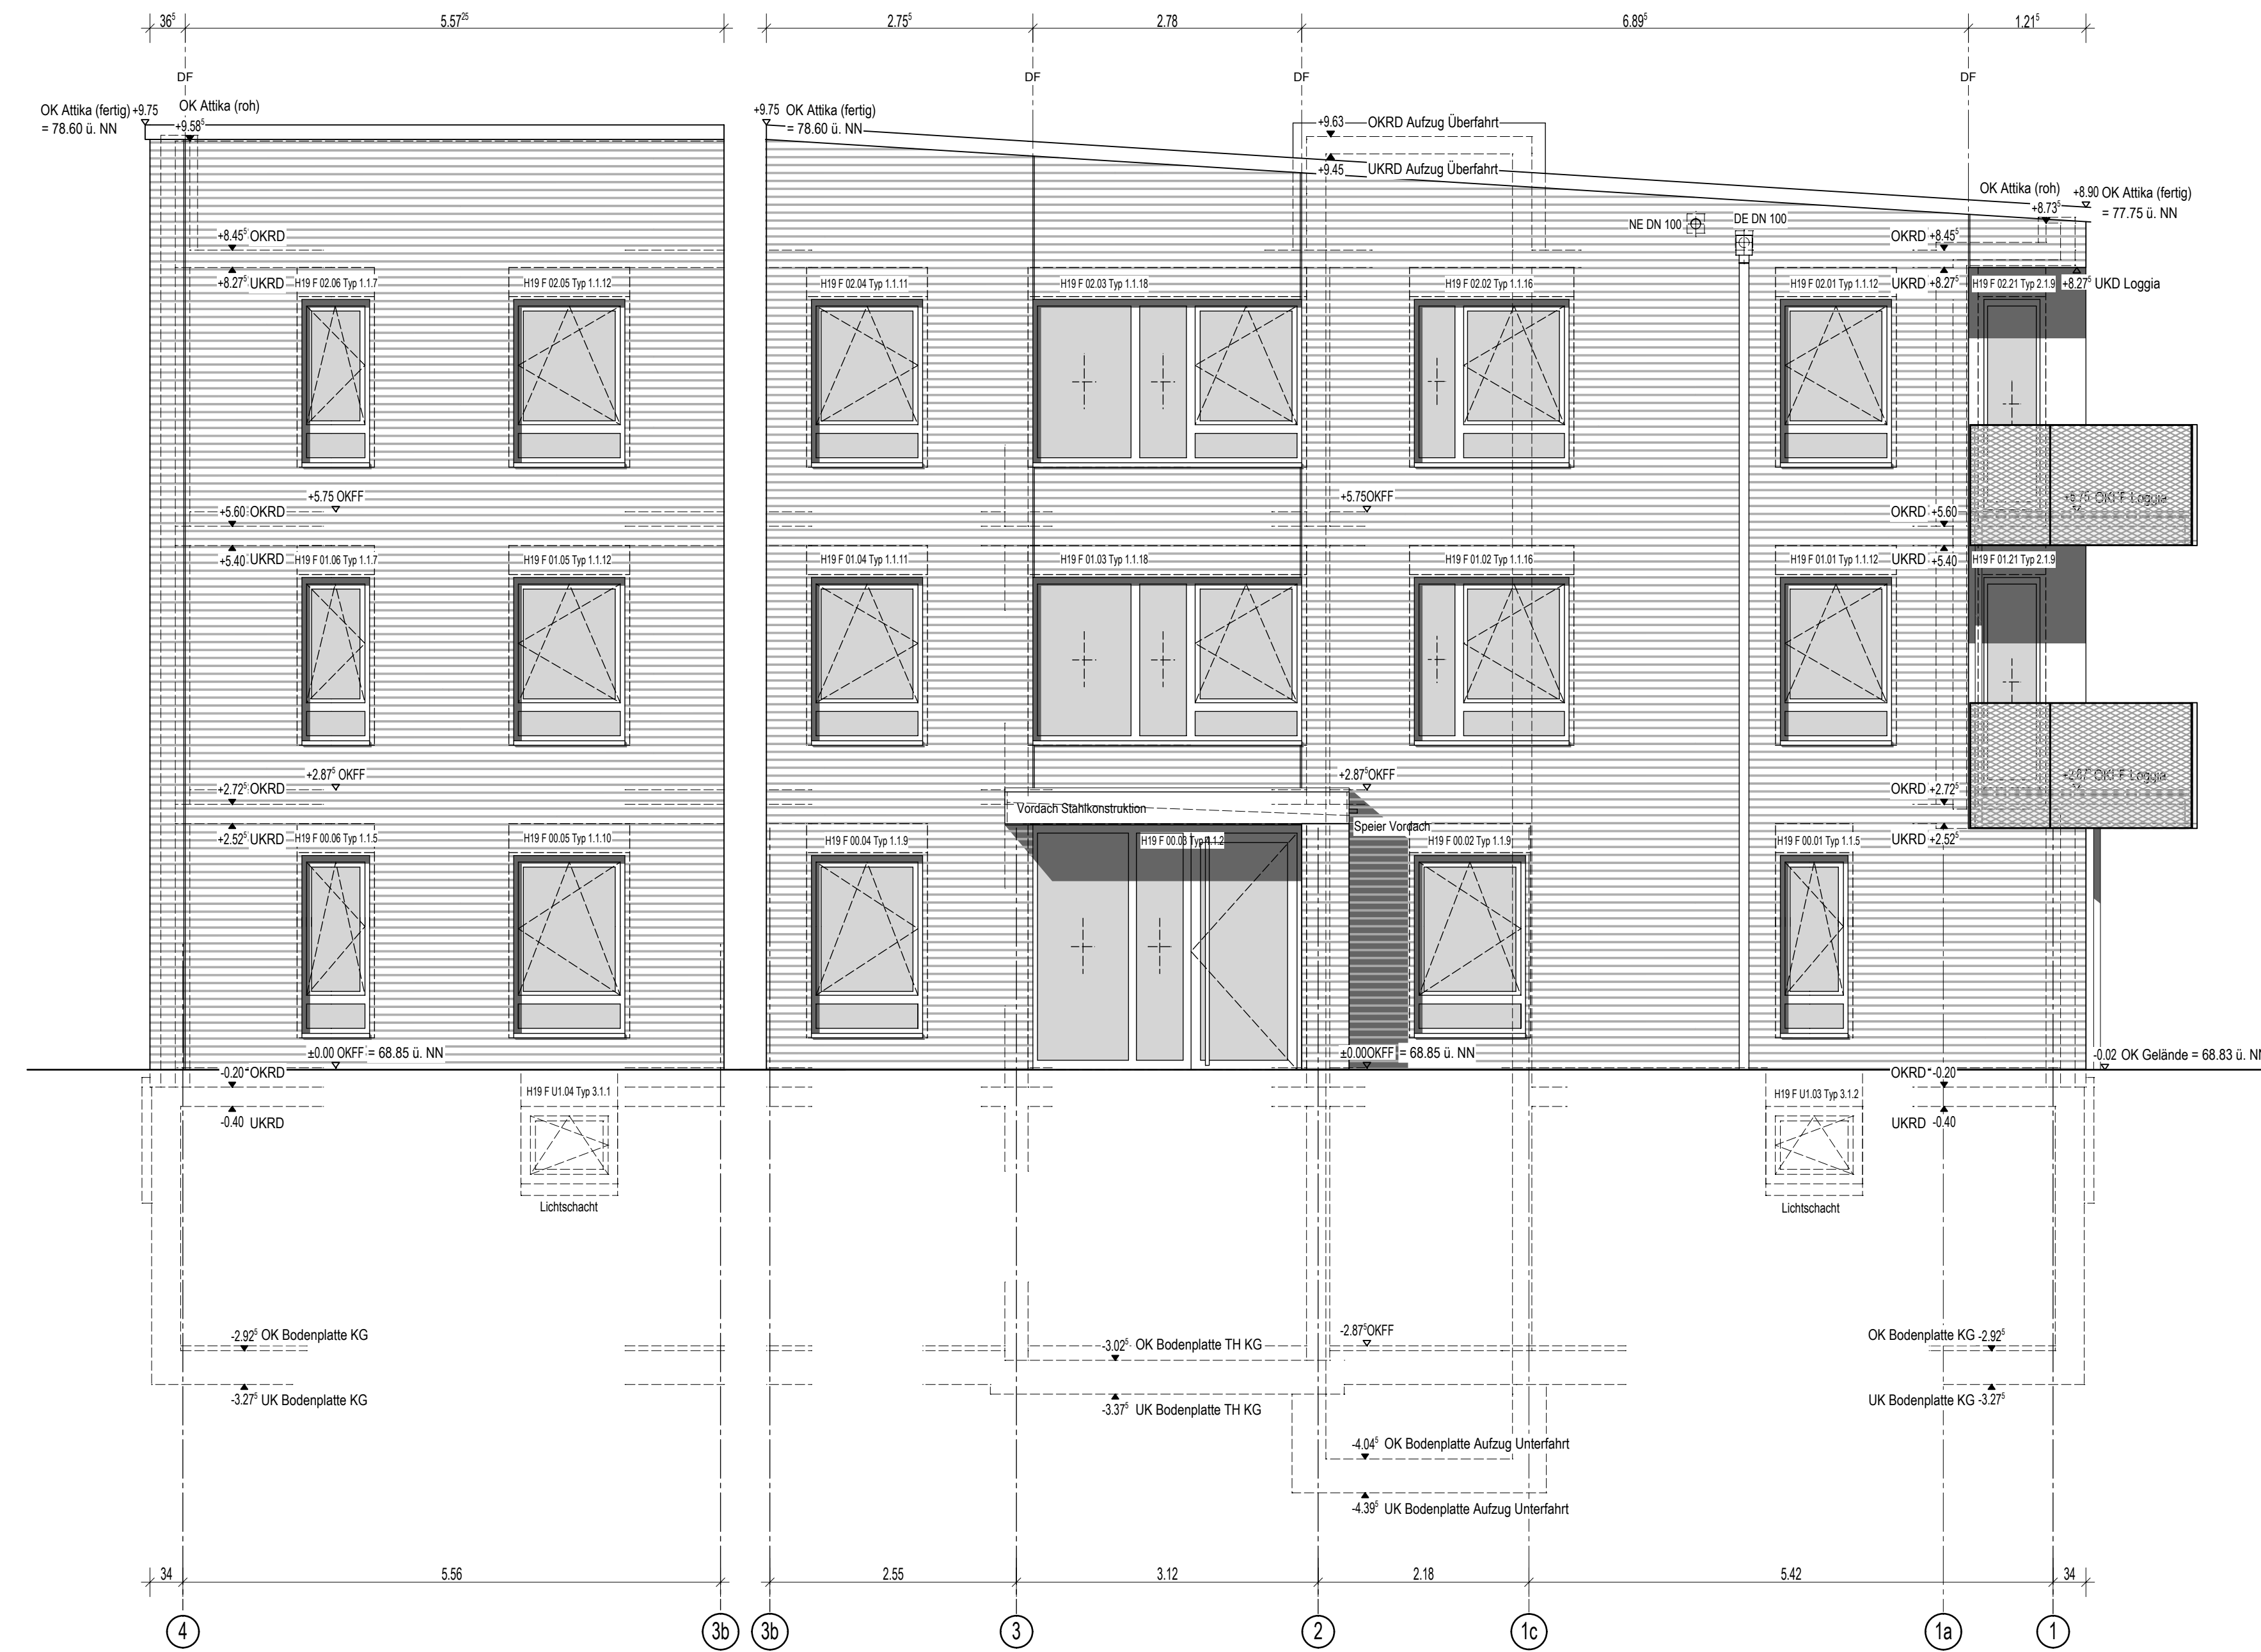 36⁵
5.57²⁵
2.75⁵
2.78
6.89⁵
1.21⁵
DF
DF
DF
DF
OK Attika (fertig) +9.75
= 78.60 ü. NN
OK Attika (roh)
+9.58⁵
+9.75 OK Attika (fertig)
= 78.60 ü. NN
+9.63 OKRD Aufzug Überfahrt
+9.45 UKRD Aufzug Überfahrt
OK Attika (roh)
+8.73⁵
+8.90 OK Attika (fertig)
= 77.75 ü. NN
NE DN 100
DE DN 100
+8.45⁵ OKRD
OKRD +8.45⁵
+8.27⁵ UKRD
H19 F 02.06 Typ 1.1.7
H19 F 02.05 Typ 1.1.12
H19 F 02.04 Typ 1.1.11
H19 F 02.03 Typ 1.1.18
H19 F 02.02 Typ 1.1.16
H19 F 02.01 Typ 1.1.12
UKRD +8.27⁵
H19 F 02.21 Typ 2.1.9
+8.27⁵ UKD Loggia
+5.75 OKFF
+5.75OKFF
+5.75 OKFF Loggia
+5.60 OKRD
OKRD +5.60
+5.40 UKRD
H19 F 01.06 Typ 1.1.7
H19 F 01.05 Typ 1.1.12
H19 F 01.04 Typ 1.1.11
H19 F 01.03 Typ 1.1.18
H19 F 01.02 Typ 1.1.16
H19 F 01.01 Typ 1.1.12
UKRD +5.40
H19 F 01.21 Typ 2.1.9
+2.87⁵ OKFF
+2.87⁵OKFF
+2.87⁵ OKFF Loggia
+2.72⁵ OKRD
OKRD +2.72⁵
Vordach Stahlkonstruktion
Speier Vordach
+2.52⁵ UKRD
H19 F 00.06 Typ 1.1.5
H19 F 00.05 Typ 1.1.10
H19 F 00.04 Typ 1.1.9
H19 F 00.03 Typ 4.1.2
H19 F 00.02 Typ 1.1.9
H19 F 00.01 Typ 1.1.5
UKRD +2.52⁵
±0.00 OKFF = 68.85 ü. NN
±0.00OKFF = 68.85 ü. NN
-0.02 OK Gelände = 68.83 ü. NN
-0.20 OKRD
OKRD -0.20
H19 F U1.04 Typ 3.1.1
H19 F U1.03 Typ 3.1.2
-0.40 UKRD
UKRD -0.40
Lichtschacht
Lichtschacht
-2.92⁵ OK Bodenplatte KG
-3.02⁵ OK Bodenplatte TH KG
-2.87⁵OKFF
OK Bodenplatte KG -2.92⁵
-3.27⁵ UK Bodenplatte KG
-3.37⁵ UK Bodenplatte TH KG
UK Bodenplatte KG -3.27⁵
-4.04⁵ OK Bodenplatte Aufzug Unterfahrt
-4.39⁵ UK Bodenplatte Aufzug Unterfahrt
34
5.56
2.55
3.12
2.18
5.42
34
4
3b
3b
3
2
1c
1a
1